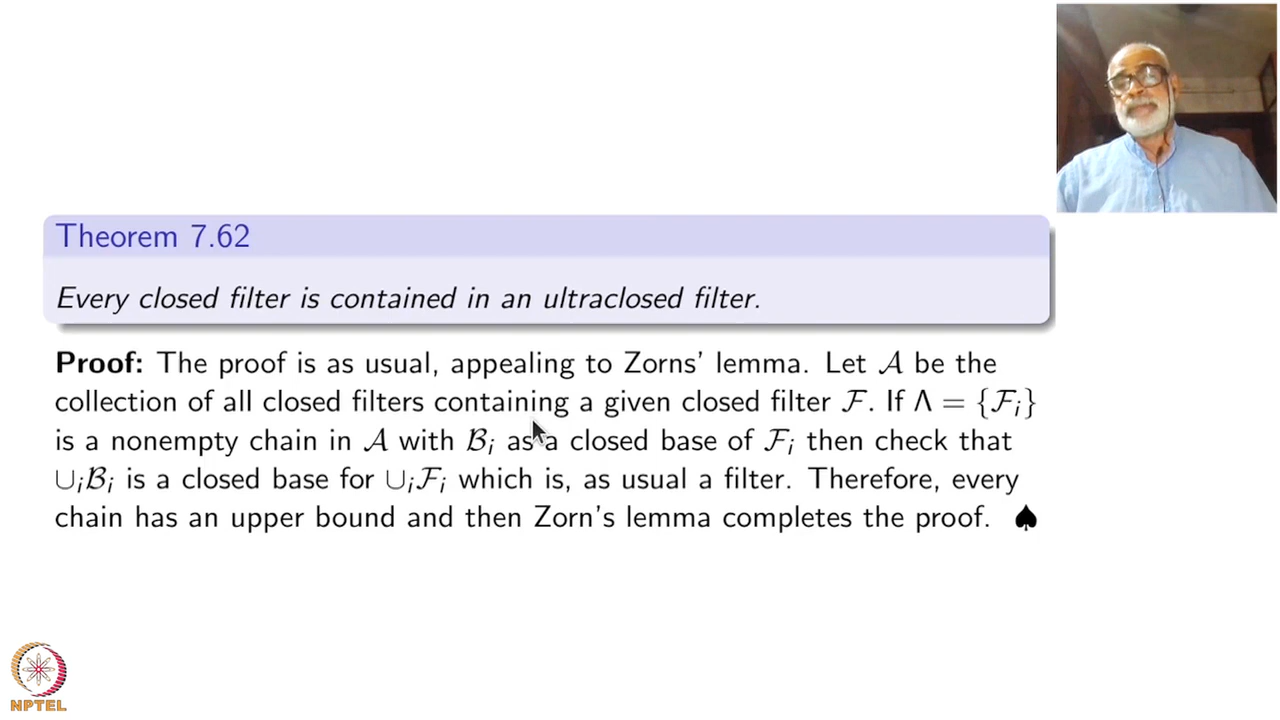 Theorem 7.62
Every closed filter is contained in an ultraclosed filter.
Proof: The proof is as usual, appealing to Zorns' lemma. Let 𝒜 be the
collection of all closed filters containing a given closed filter ℱ. If Λ = {ℱᵢ}
is a nonempty chain in 𝒜 with ℬᵢ as a closed base of ℱᵢ then check that
∪ᵢℬᵢ is a closed base for ∪ᵢℱᵢ which is, as usual a filter. Therefore, every
chain has an upper bound and then Zorn's lemma completes the proof. ♠
NPTEL